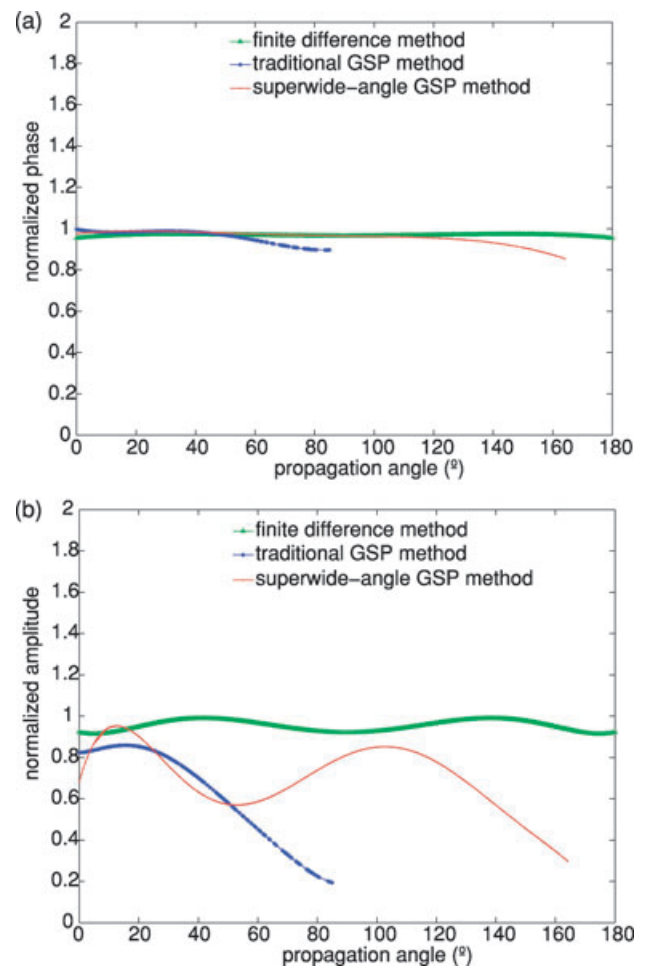 (a)
2
1.8
1.6
1.4
1.2
1
0.8
0.6
0.4
0.2
0
normalized phase
finite difference method
traditional GSP method
superwide-angle GSP method
0 20 40 60 80 100 120 140 160 180
propagation angle (º)
(b)
2
1.8
1.6
1.4
1.2
1
0.8
0.6
0.4
0.2
0
normalized amplitude
finite difference method
traditional GSP method
superwide-angle GSP method
0 20 40 60 80 100 120 140 160 180
propagation angle (º)